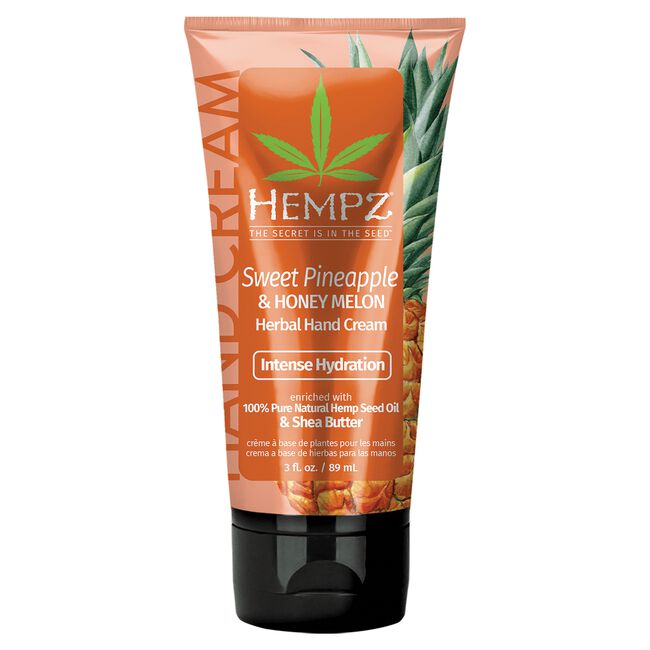 HAND CREAM
HEMPZ®
THE SECRET IS IN THE SEED™
Sweet Pineapple
& HONEY MELON
Herbal Hand Cream
Intense Hydration
enriched with
100% Pure Natural Hemp Seed Oil
& Shea Butter
crème à base de plantes pour les mains
crema a base de hierbas para las manos
3 fl. oz. / 89 mL